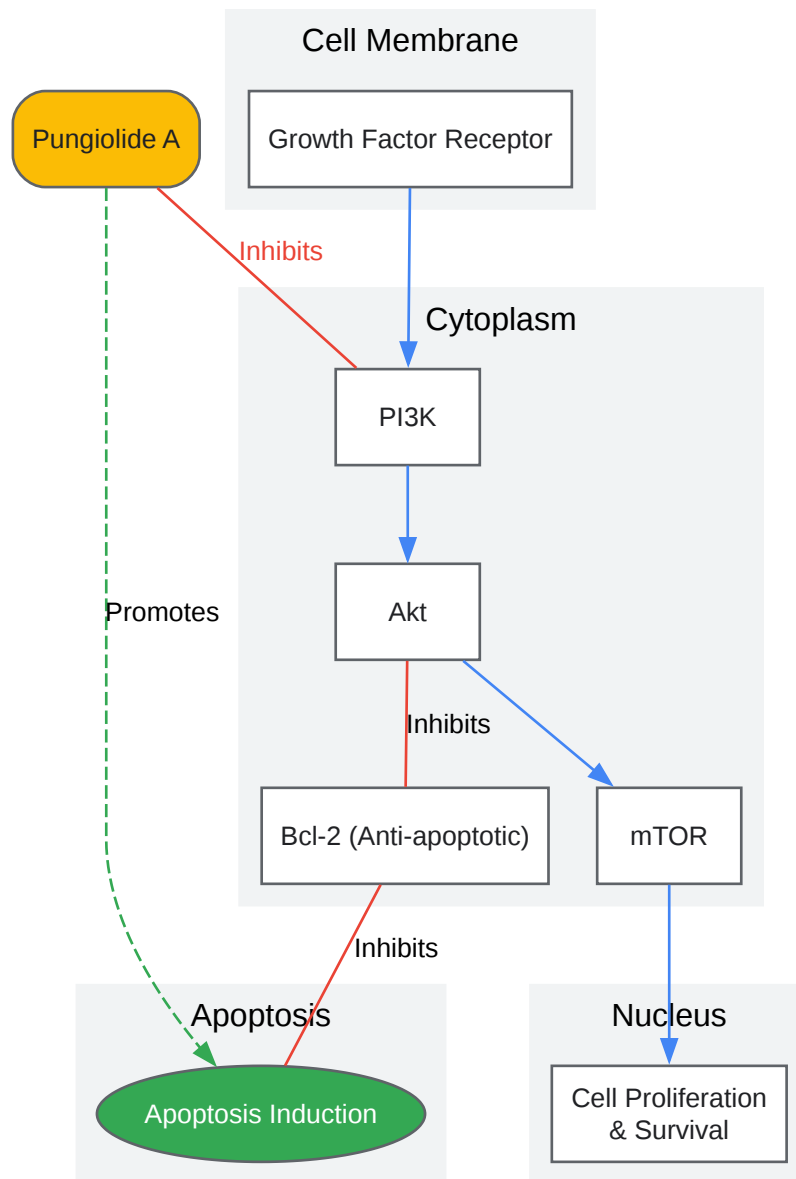 Cell Membrane
Pungiolide A
Growth Factor Receptor
Inhibits
Cytoplasm
PI3K
Akt
Promotes
Inhibits
Bcl-2 (Anti-apoptotic)
mTOR
Inhibits
Apoptosis
Nucleus
Apoptosis Induction
Cell Proliferation
& Survival